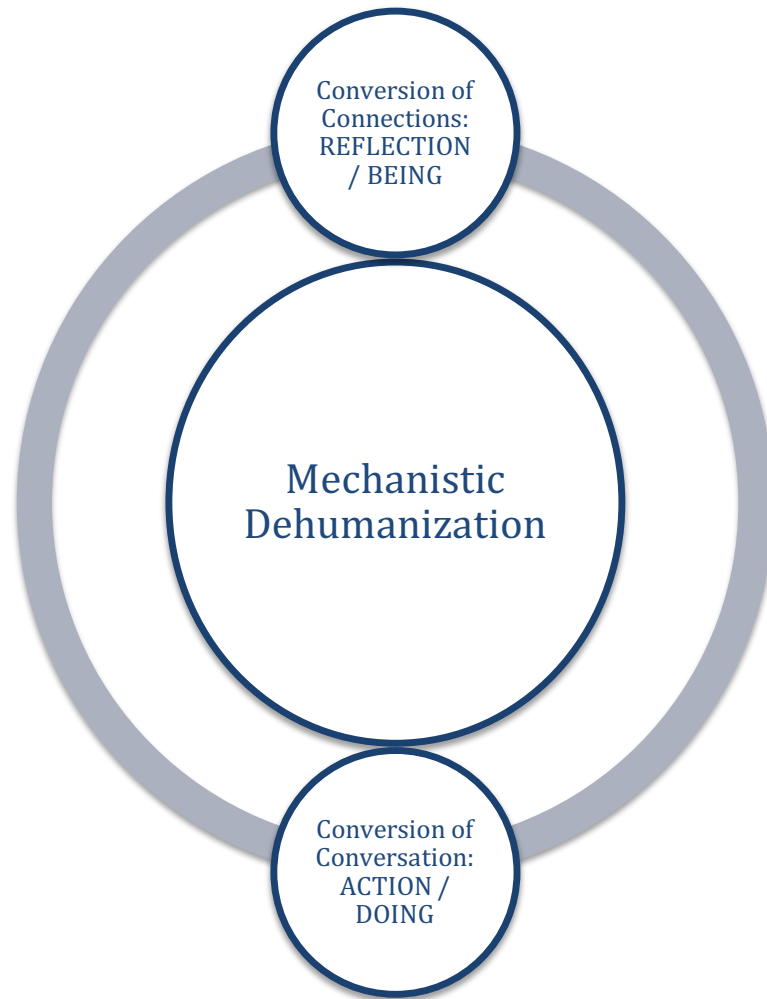 Conversion of
Connections:
REFLECTION
/ BEING
Mechanistic
Dehumanization
Conversion of
Conversation:
ACTION /
DOING